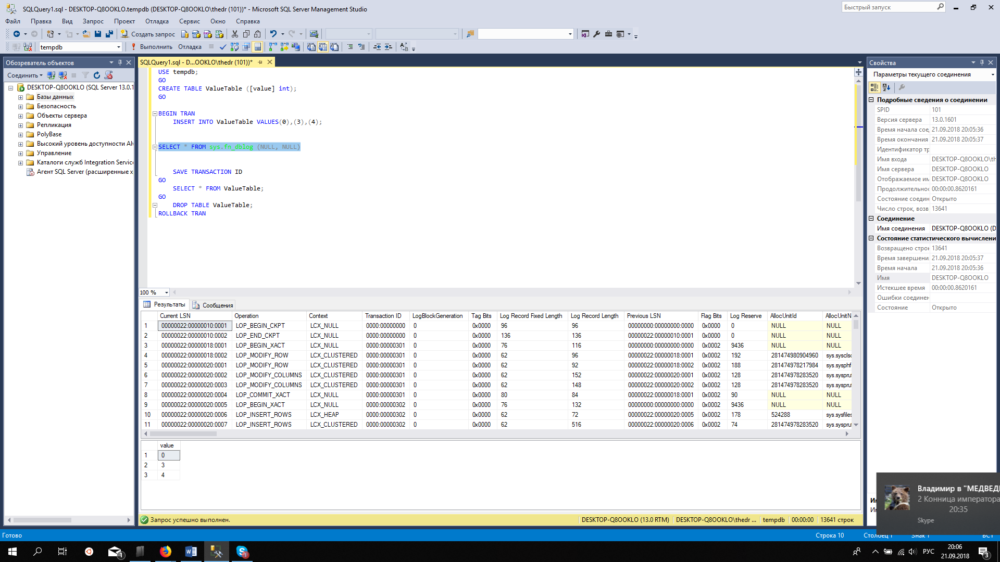 SQLQuery1.sql - DESKTOP-Q8OOKLO.tempdb (DESKTOP-Q8OOKLO\thedr (101))* - Microsoft SQL Server Management Studio
Быстрый запуск
Файл Правка Вид Запрос Проект Отладка Сервис Окно Справка
Создать запрос
tempdb Выполнить Отладка
Обозреватель объектов
Соединить
DESKTOP-Q8OOKLO (SQL Server 13.0.1
Базы данных
Безопасность
Объекты сервера
Репликация
PolyBase
Высокий уровень доступности Al
Управление
Каталоги служб Integration Servic
Агент SQL Server (расширенные х
SQLQuery1.sql - D...OOKLO\thedr (101))*
USE tempdb;
GO
CREATE TABLE ValueTable ([value] int);
GO
BEGIN TRAN
INSERT INTO ValueTable VALUES(0),(3),(4);
SELECT * FROM sys.fn_dblog (NULL, NULL)
SAVE TRANSACTION ID
GO
SELECT * FROM ValueTable;
GO
DROP TABLE ValueTable;
ROLLBACK TRAN
100 %
Результаты Сообщения
Current LSN Operation Context Transaction ID LogBlockGeneration Tag Bits Log Record Fixed Length Log Record Length Previous LSN Flag Bits Log Reserve AllocUnitId AllocUnitN
1 00000022:00000010:0001 LOP_BEGIN_CKPT LCX_NULL 0000:00000000 0 0x0000 96 96 00000000:00000000:0000 0x0000 0 NULL NULL
2 00000022:00000010:0002 LOP_END_CKPT LCX_NULL 0000:00000000 0 0x0000 136 136 00000022:00000010:0001 0x0000 0 NULL NULL
3 00000022:00000018:0001 LOP_BEGIN_XACT LCX_NULL 0000:00000301 0 0x0000 76 116 00000000:00000000:0000 0x0002 9436 NULL NULL
4 00000022:00000018:0002 LOP_MODIFY_ROW LCX_CLUSTERED 0000:00000301 0 0x0000 62 96 00000022:00000018:0001 0x0002 192 281474980904960 sys.sysclsc
5 00000022:00000020:0001 LOP_MODIFY_ROW LCX_CLUSTERED 0000:00000301 0 0x0000 62 92 00000022:00000018:0002 0x0002 188 281474978217984 sys.sysphf
6 00000022:00000020:0002 LOP_MODIFY_COLUMNS LCX_CLUSTERED 0000:00000301 0 0x0000 62 152 00000022:00000020:0001 0x0002 128 281474978283520 sys.sysprut
7 00000022:00000020:0003 LOP_MODIFY_COLUMNS LCX_CLUSTERED 0000:00000301 0 0x0000 62 148 00000022:00000020:0002 0x0002 128 281474978283520 sys.sysprut
8 00000022:00000020:0004 LOP_COMMIT_XACT LCX_NULL 0000:00000301 0 0x0000 80 84 00000022:00000018:0001 0x0002 90 NULL NULL
9 00000022:00000020:0005 LOP_BEGIN_XACT LCX_NULL 0000:00000302 0 0x0000 76 132 00000000:00000000:0000 0x0002 9436 NULL NULL
10 00000022:00000020:0006 LOP_INSERT_ROWS LCX_HEAP 0000:00000302 0 0x0000 62 72 00000022:00000020:0005 0x0002 178 524288 sys.sysfiles
11 00000022:00000020:0007 LOP_INSERT_ROWS LCX_CLUSTERED 0000:00000302 0 0x0000 62 516 00000022:00000020:0006 0x0002 74 281474978283520 sys.sysprut
value
1 0
2 3
3 4
Запрос успешно выполнен. DESKTOP-Q8OOKLO (13.0 RTM) DESKTOP-Q8OOKLO\thedr ... tempdb 00:00:00 13641 строк
Свойства
Параметры текущего соединения
Подробные сведения о соединении
SPID 101
Версия сервера 13.0.1601
Время начала сое, 21.09.2018 20:05:36
Время окончания 21.09.2018 20:05:37
Идентификатор тр
Имя входа DESKTOP-Q8OOKLO\th
Имя сервера DESKTOP-Q8OOKLO
Отображаемое им DESKTOP-Q8OOKLO
Продолжительнос 00:00:00.8620161
Состояние соедин Открыто
Число строк, возв 13641
Соединение
Имя соединения DESKTOP-Q8OOKLO (D
Состояние статистического вычислени
Возвращено строк 13641
Время завершени 21.09.2018 20:05:37
Время начала 21.09.2018 20:05:36
Имя DESKTOP-Q8OOKLO
Истекшее время 00:00:00.8620161
Ошибки соединен
Состояние Открыто
Владимир в "МЕДВЕД
2 Конница императора
20:35
Skype
Готово Строка 10 Столбец 1 Знак 1 ВСТ
1 РУС 20:06
21.09.2018 3